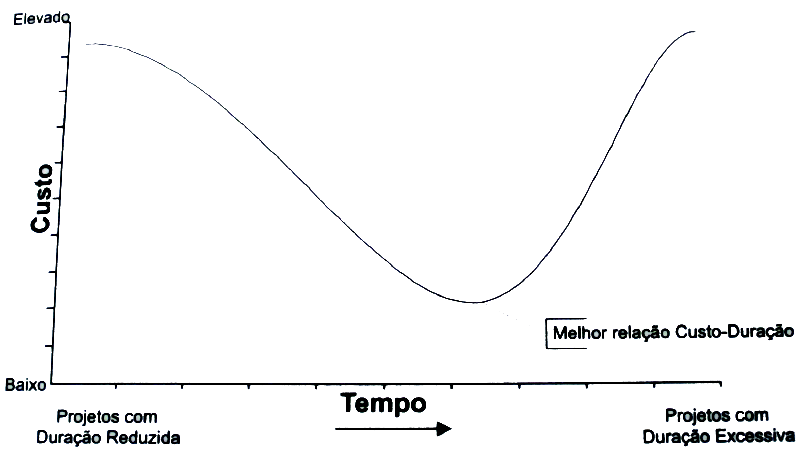 Elevado
Custo
Melhor relação Custo-Duração
Baixo
Tempo
Projetos com
Duração Reduzida
Projetos com
Duração Excessiva